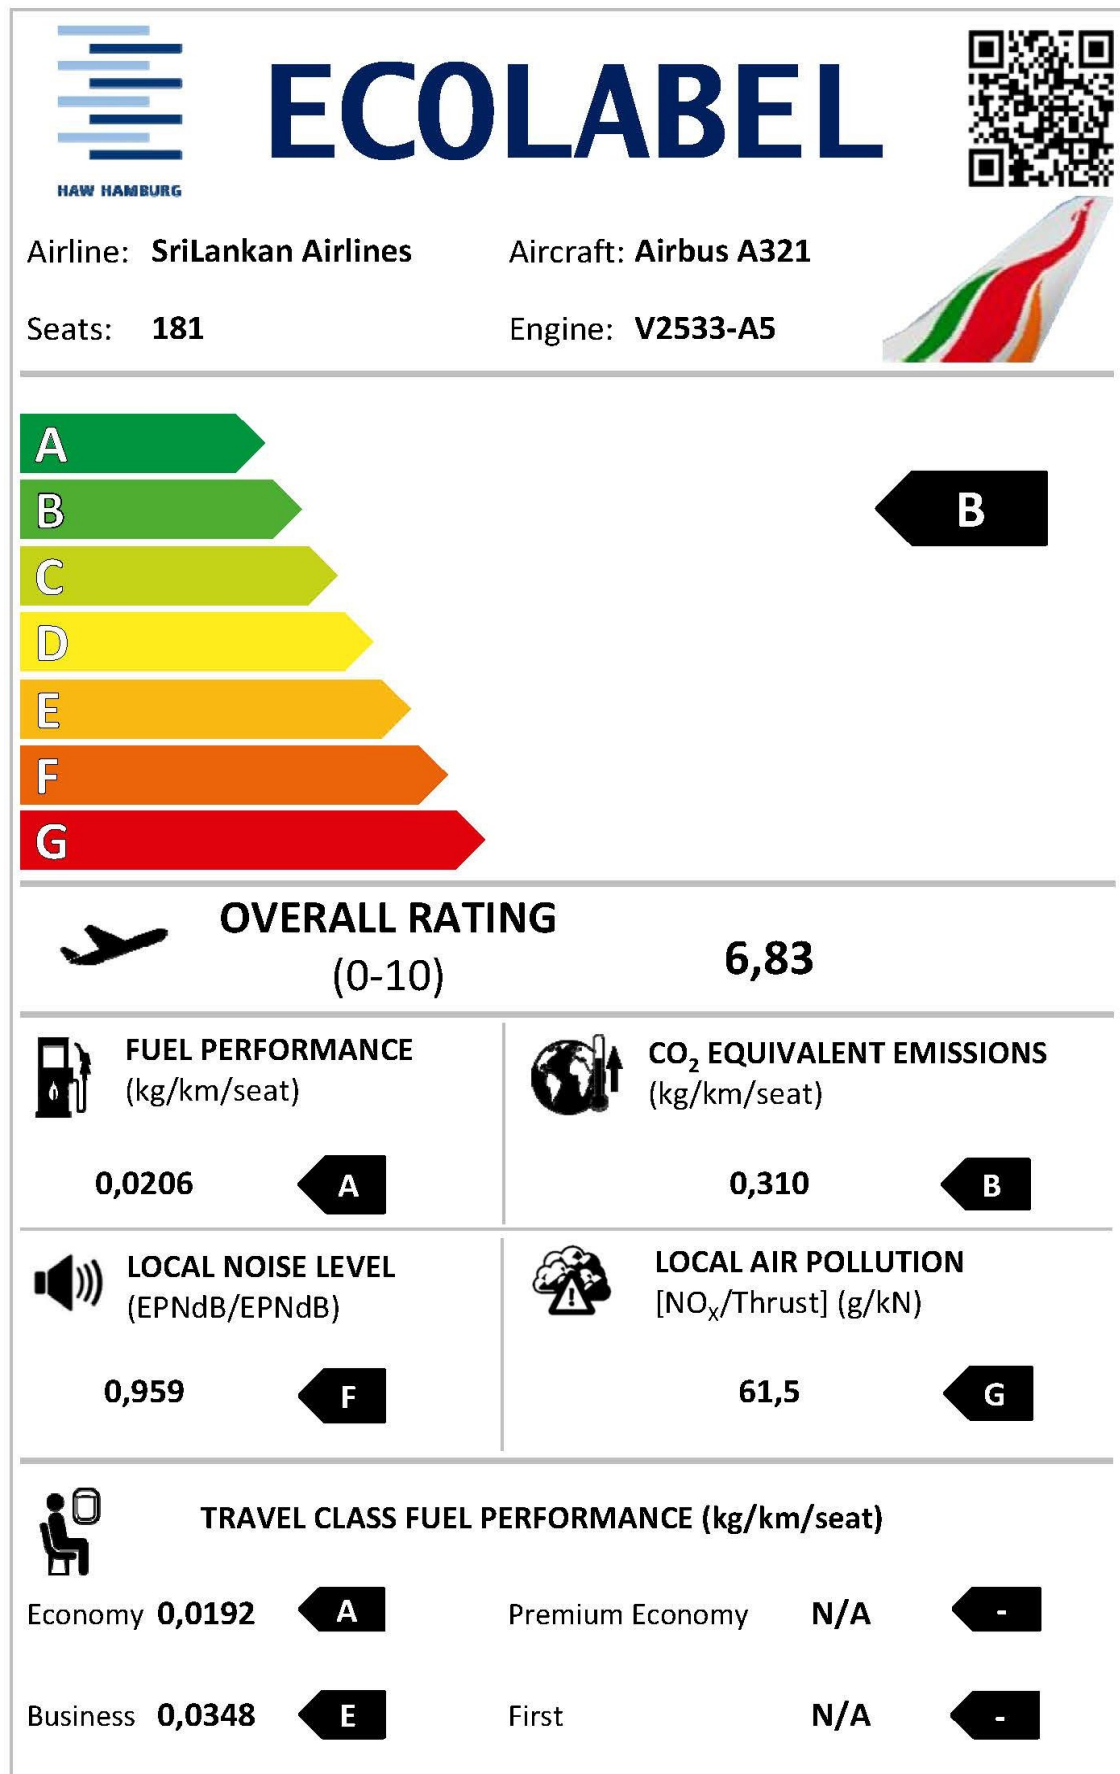 HAW HAMBURG
ECOLABEL
Airline: SriLankan Airlines Aircraft: Airbus A321
Seats: 181 Engine: V2533-A5
A
B
B
C
D
E
F
G
OVERALL RATING
(0-10)
6,83
FUEL PERFORMANCE
(kg/km/seat)
0,0206 A
CO₂ EQUIVALENT EMISSIONS
(kg/km/seat)
0,310 B
LOCAL NOISE LEVEL
(EPNdB/EPNdB)
0,959 F
LOCAL AIR POLLUTION
[NOₓ/Thrust] (g/kN)
61,5 G
TRAVEL CLASS FUEL PERFORMANCE (kg/km/seat)
Economy 0,0192 A Premium Economy N/A -
Business 0,0348 E First N/A -